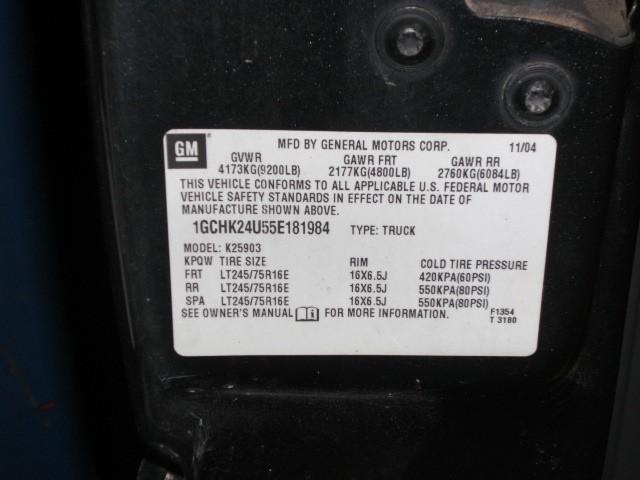 GM
MFD BY GENERAL MOTORS CORP. 11/04
GVWR GAWR FRT GAWR RR
4173KG(9200LB) 2177KG(4800LB) 2760KG(6084LB)
THIS VEHICLE CONFORMS TO ALL APPLICABLE U.S. FEDERAL MOTOR
VEHICLE SAFETY STANDARDS IN EFFECT ON THE DATE OF
MANUFACTURE SHOWN ABOVE.
1GCHK24U55E181984 TYPE: TRUCK
MODEL: K25903
KPQW TIRE SIZE RIM COLD TIRE PRESSURE
FRT LT245/75R16E 16X6.5J 420KPA(60PSI)
RR LT245/75R16E 16X6.5J 550KPA(80PSI)
SPA LT245/75R16E 16X6.5J 550KPA(80PSI)
SEE OWNER'S MANUAL FOR MORE INFORMATION. F1354
T 3180